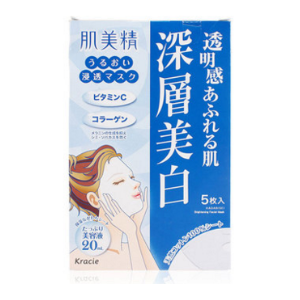 肌美精
うるおい
浸透マスク
ビタミンC
コラーゲン
透明感あふれる肌
深層美白
5枚入
たっぷり
美容液
20mL
Kracie